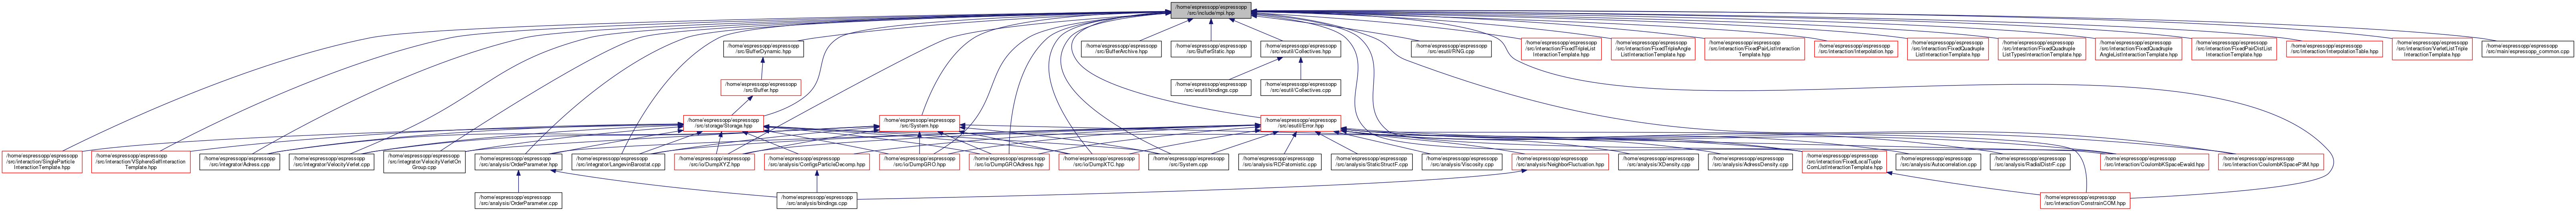 /home/espressopp/espressopp
/src/include/mpi.hpp
/home/espressopp/espressopp
/src/BufferDynamic.hpp
/home/espressopp/espressopp
/src/BufferArchive.hpp
/home/espressopp/espressopp
/src/BufferStatic.hpp
/home/espressopp/espressopp
/src/esutil/Collectives.hpp
/home/espressopp/espressopp
/src/esutil/RNG.cpp
/home/espressopp/espressopp
/src/interaction/FixedTripleList
InteractionTemplate.hpp
/home/espressopp/espressopp
/src/interaction/FixedTripleAngle
ListInteractionTemplate.hpp
/home/espressopp/espressopp
/src/interaction/FixedPairListInteraction
Template.hpp
/home/espressopp/espressopp
/src/interaction/Interpolation.hpp
/home/espressopp/espressopp
/src/interaction/FixedQuadruple
ListInteractionTemplate.hpp
/home/espressopp/espressopp
/src/interaction/FixedQuadruple
ListTypesInteractionTemplate.hpp
/home/espressopp/espressopp
/src/interaction/FixedQuadruple
AngleListInteractionTemplate.hpp
/home/espressopp/espressopp
/src/interaction/FixedPairDistList
InteractionTemplate.hpp
/home/espressopp/espressopp
/src/interaction/InterpolationTable.hpp
/home/espressopp/espressopp
/src/interaction/VerletListTriple
InteractionTemplate.hpp
/home/espressopp/espressopp
/src/main/espressopp_common.cpp
/home/espressopp/espressopp
/src/Buffer.hpp
/home/espressopp/espressopp
/src/esutil/bindings.cpp
/home/espressopp/espressopp
/src/esutil/Collectives.cpp
/home/espressopp/espressopp
/src/storage/Storage.hpp
/home/espressopp/espressopp
/src/System.hpp
/home/espressopp/espressopp
/src/esutil/Error.hpp
/home/espressopp/espressopp
/src/interaction/SingleParticle
InteractionTemplate.hpp
/home/espressopp/espressopp
/src/interaction/VSphereSelfInteraction
Template.hpp
/home/espressopp/espressopp
/src/integrator/Adress.cpp
/home/espressopp/espressopp
/src/integrator/VelocityVerlet.cpp
/home/espressopp/espressopp
/src/integrator/VelocityVerletOn
Group.cpp
/home/espressopp/espressopp
/src/analysis/OrderParameter.hpp
/home/espressopp/espressopp
/src/integrator/LangevinBarostat.cpp
/home/espressopp/espressopp
/src/io/DumpXYZ.hpp
/home/espressopp/espressopp
/src/analysis/ConfigsParticleDecomp.hpp
/home/espressopp/espressopp
/src/io/DumpGRO.hpp
/home/espressopp/espressopp
/src/io/DumpGROAdress.hpp
/home/espressopp/espressopp
/src/io/DumpXTC.hpp
/home/espressopp/espressopp
/src/System.cpp
/home/espressopp/espressopp
/src/analysis/RDFatomistic.cpp
/home/espressopp/espressopp
/src/analysis/StaticStructF.cpp
/home/espressopp/espressopp
/src/analysis/Viscosity.cpp
/home/espressopp/espressopp
/src/analysis/NeighborFluctuation.hpp
/home/espressopp/espressopp
/src/analysis/XDensity.cpp
/home/espressopp/espressopp
/src/analysis/AdressDensity.cpp
/home/espressopp/espressopp
/src/interaction/FixedLocalTuple
ComListInteractionTemplate.hpp
/home/espressopp/espressopp
/src/analysis/Autocorrelation.cpp
/home/espressopp/espressopp
/src/analysis/RadialDistrF.cpp
/home/espressopp/espressopp
/src/interaction/CoulombKSpaceEwald.hpp
/home/espressopp/espressopp
/src/interaction/CoulombKSpaceP3M.hpp
/home/espressopp/espressopp
/src/analysis/OrderParameter.cpp
/home/espressopp/espressopp
/src/analysis/bindings.cpp
/home/espressopp/espressopp
/src/interaction/ConstrainCOM.hpp